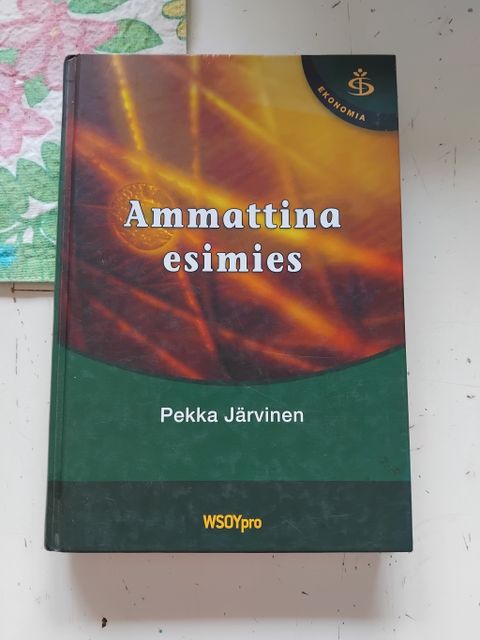 EKONOMIA
Ammattina
esimies
Pekka Järvinen
WSOYpro